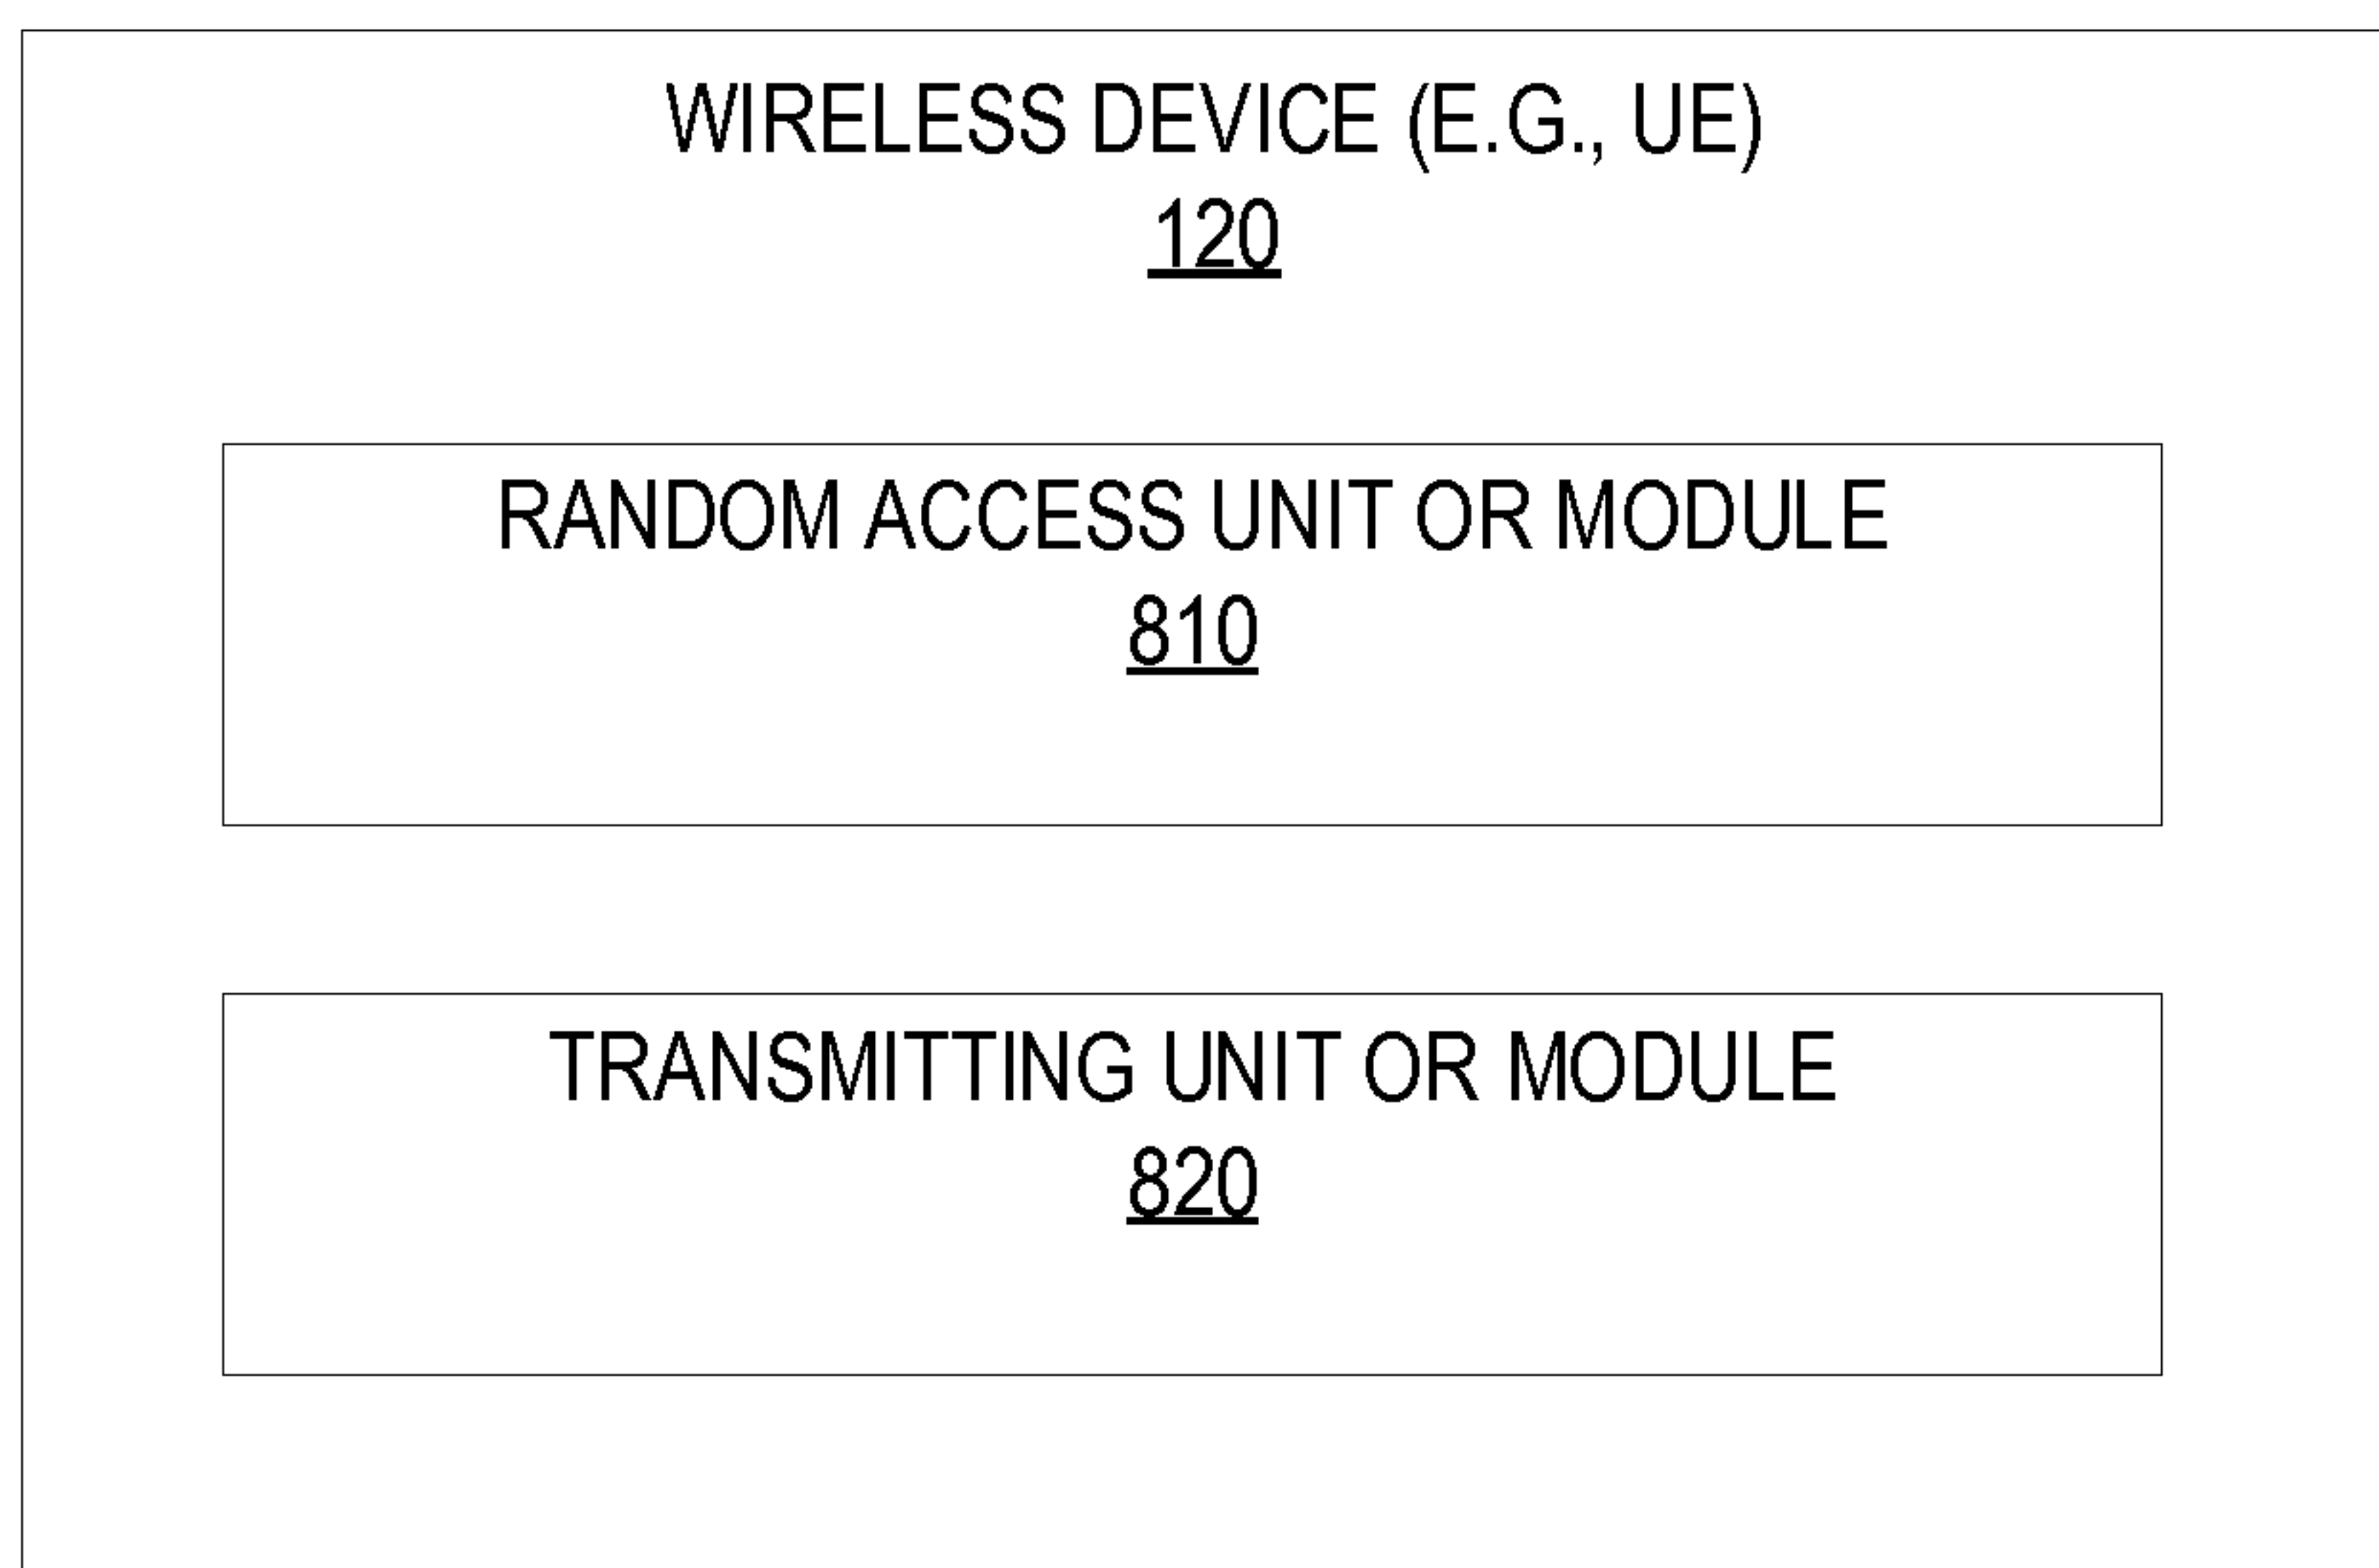 WIRELESS DEVICE (E.G., UE)
120
RANDOM ACCESS UNIT OR MODULE
810
TRANSMITTING UNIT OR MODULE
820